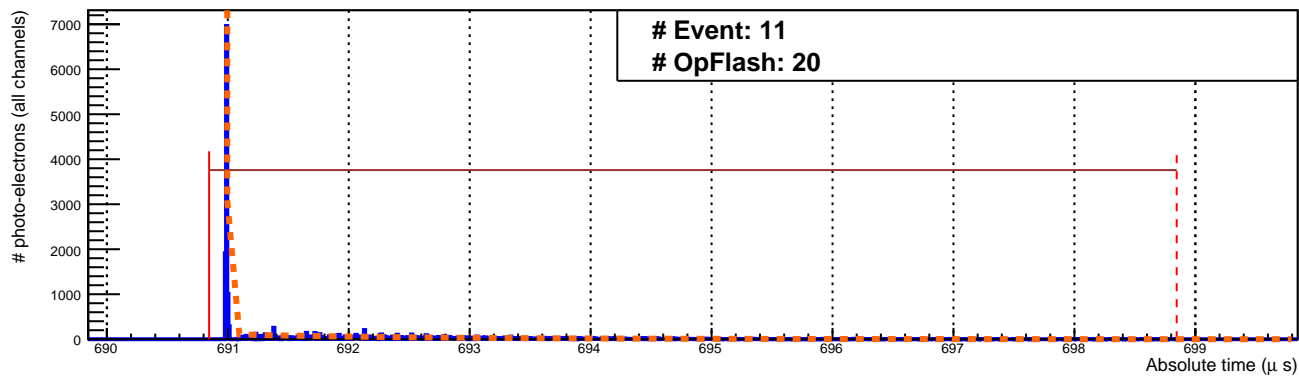 # Event: 11
# OpFlash: 20
# photo-electrons (all channels)
7000
6000
5000
4000
3000
2000
1000
0
690 691 692 693 694 695 696 697 698 699
Absolute time (μ s)